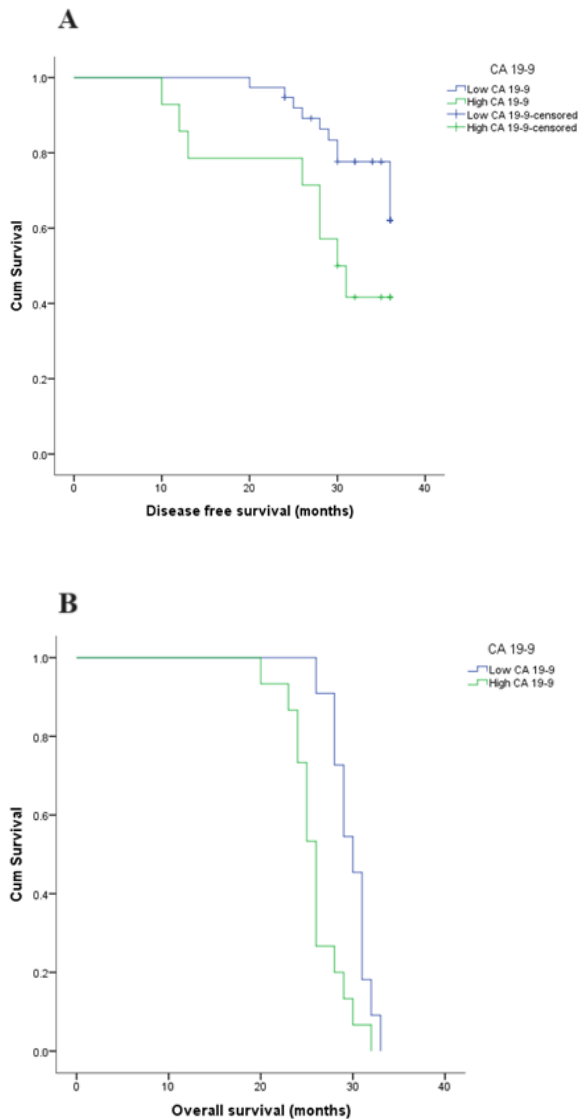 A
CA 19-9
Low CA 19-9
High CA 19-9
Low CA 19-9-censored
High CA 19-9-censored
1.0
0.8
0.6
0.4
0.2
0.0
Cum Survival
0 10 20 30 40
Disease free survival (months)
B
CA 19-9
Low CA 19-9
High CA 19-9
1.0
0.8
0.6
0.4
0.2
0.0
Cum Survival
0 10 20 30 40
Overall survival (months)